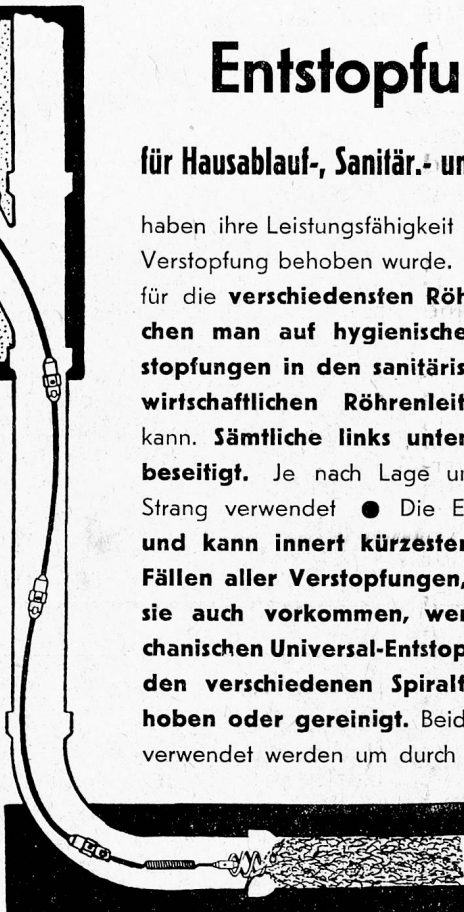 Entstopfu
für Hausablauf-, Sanitär.- un
haben ihre Leistungsfähigkeit
Verstopfung behoben wurde.
für die verschiedensten Röh
chen man auf hygienische
stopfungen in den sanitäris
wirtschaftlichen Röhrenleit
kann. Sämtliche links unter
beseitigt. Je nach Lage un
Strang verwendet ● Die E
und kann innert kürzester
Fällen aller Verstopfungen,
sie auch vorkommen, wer
chanischen Universal-Entstop
den verschiedenen Spiralf
hoben oder gereinigt. Beid
verwendet werden um durch